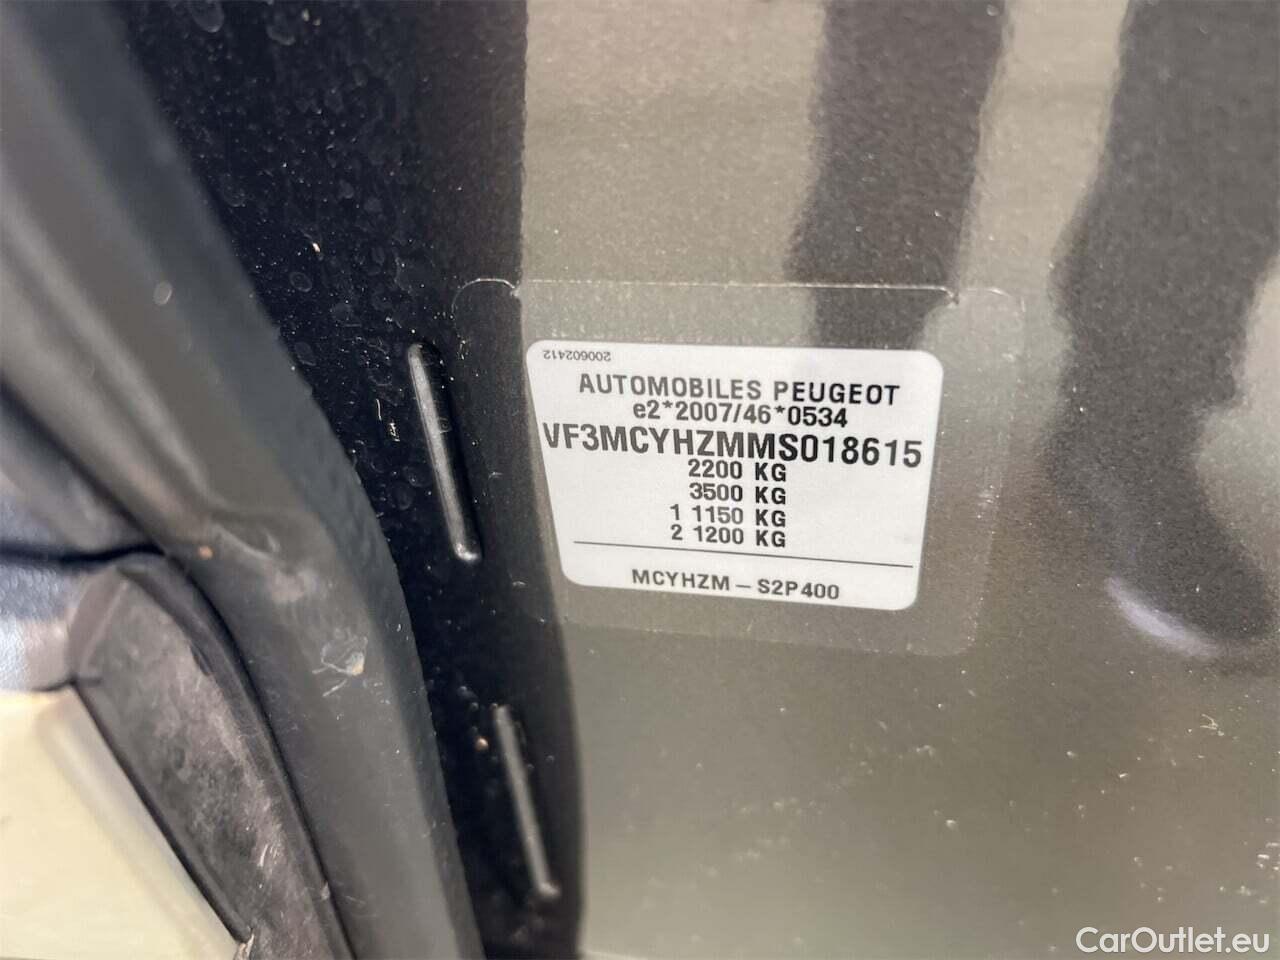 200602412
AUTOMOBILES PEUGEOT
e2*2007/46*0534
VF3MCYHZMMS018615
2200 KG
3500 KG
1 1150 KG
2 1200 KG
MCYHZM – S2P400
CarOutlet.eu